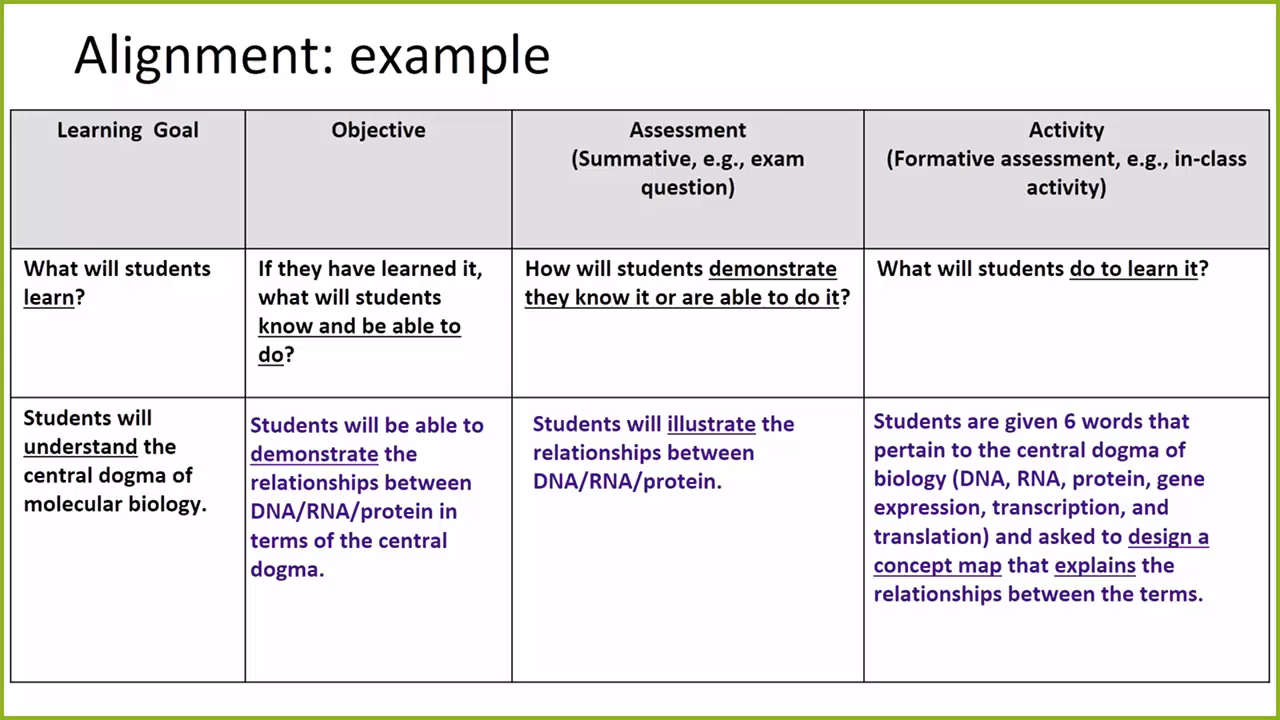 Alignment: example
Learning Goal
Objective
Assessment
(Summative, e.g., exam
question)
Activity
(Formative assessment, e.g., in-class
activity)
What will students
learn?
If they have learned it,
what will students
know and be able to
do?
How will students demonstrate
they know it or are able to do it?
What will students do to learn it?
Students will
understand the
central dogma of
molecular biology.
Students will be able to
demonstrate the
relationships between
DNA/RNA/protein in
terms of the central
dogma.
Students will illustrate the
relationships between
DNA/RNA/protein.
Students are given 6 words that
pertain to the central dogma of
biology (DNA, RNA, protein, gene
expression, transcription, and
translation) and asked to design a
concept map that explains the
relationships between the terms.